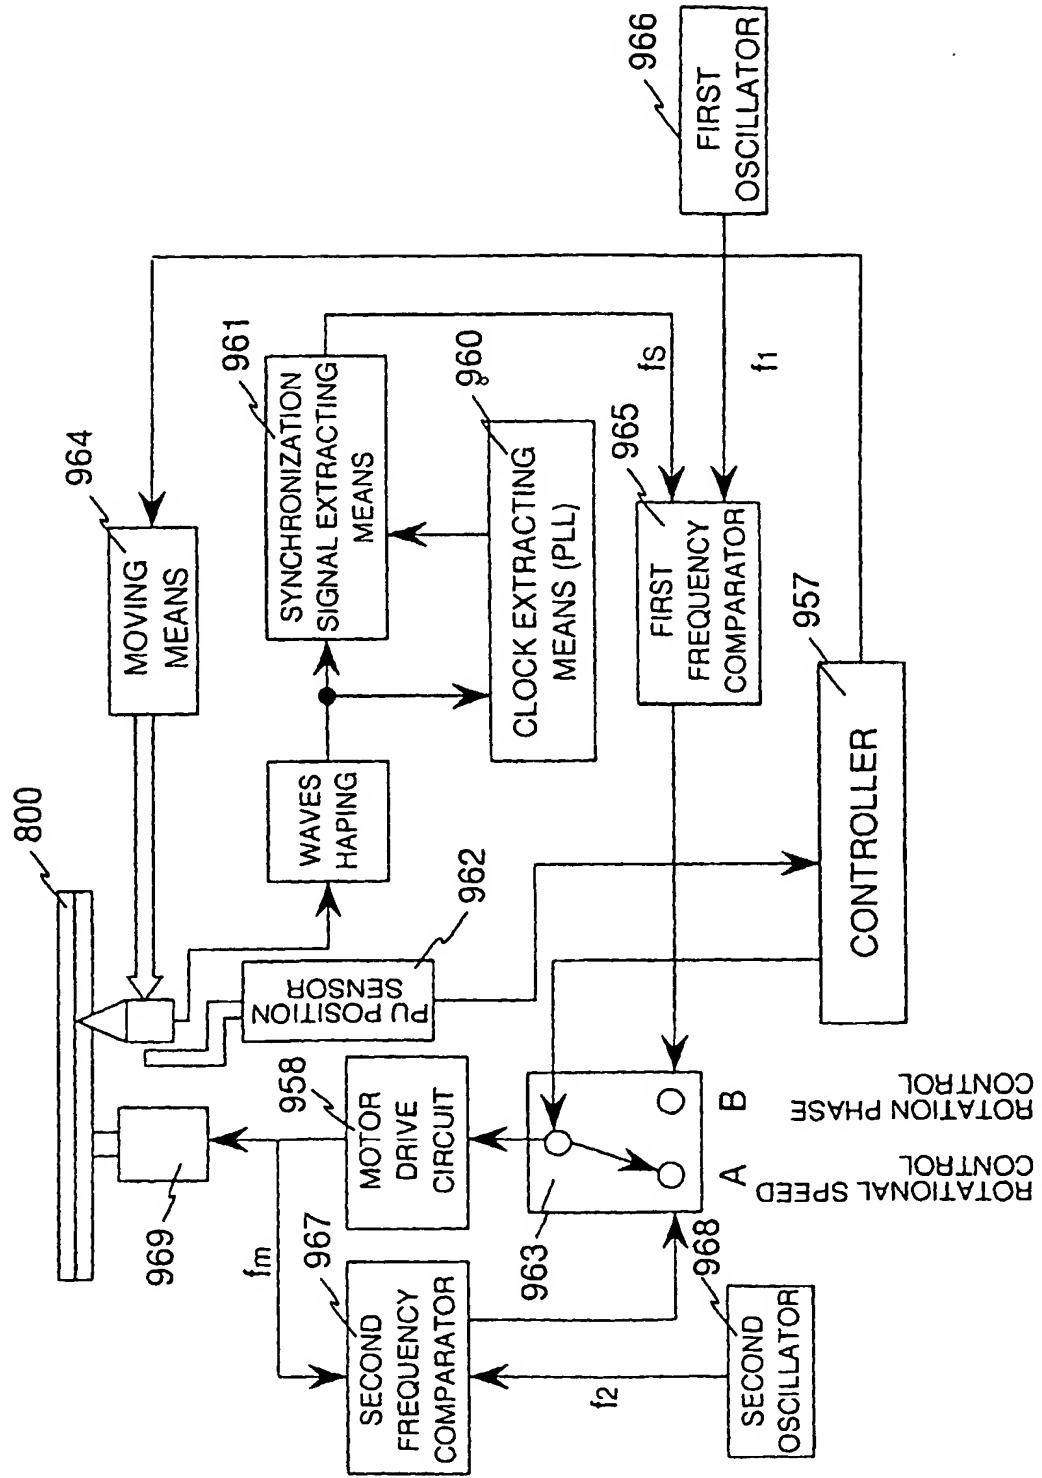 800
964
MOVING
MEANS
961
SYNCHRONIZATION
SIGNAL EXTRACTING
MEANS
WAVES
HAPING
960
CLOCK EXTRACTING
MEANS (PLL)
962
PU POSITION
SENSOR
969
fm
967
SECOND
FREQUENCY
COMPARATOR
958
MOTOR
DRIVE
CIRCUIT
963
A
B
ROTATIONAL SPEED
CONTROL
ROTATION PHASE
CONTROL
f2
968
SECOND
OSCILLATOR
965
FIRST
FREQUENCY
COMPARATOR
fS
f1
966
FIRST
OSCILLATOR
957
CONTROLLER